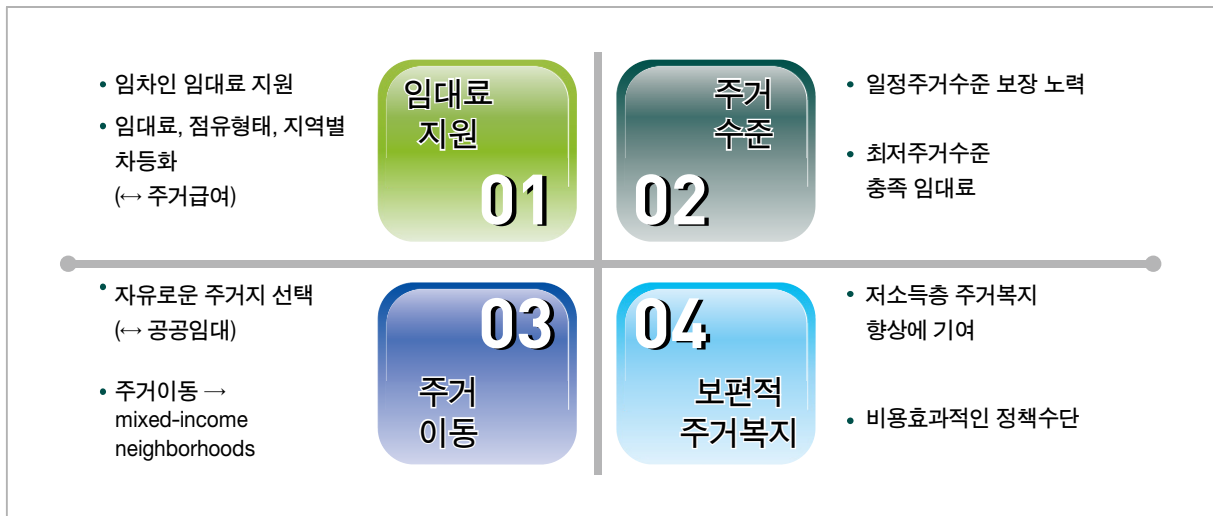 • 임차인 임대료 지원
• 임대료, 점유형태, 지역별
차등화
(↔ 주거급여)
임대료
지원
01
주거
수준
02
• 일정주거수준 보장 노력
• 최저주거수준
충족 임대료
• 자유로운 주거지 선택
(↔ 공공임대)
• 주거이동 →
mixed-income
neighborhoods
03
주거
이동
04
보편적
주거복지
• 저소득층 주거복지
향상에 기여
• 비용효과적인 정책수단